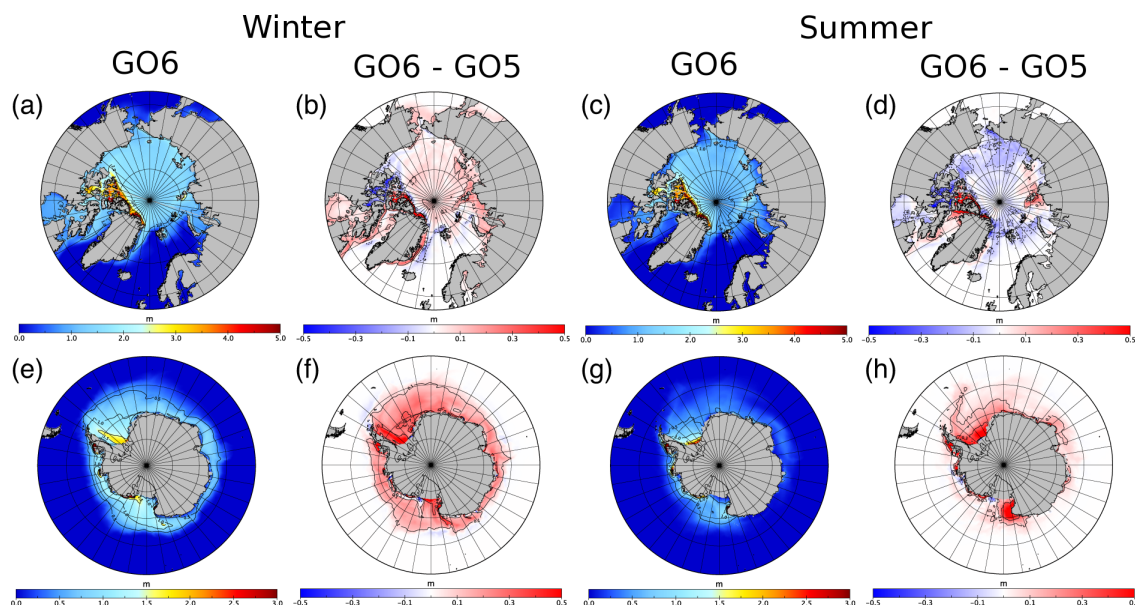 Winter Summer
GO6 GO6 - GO5 GO6 GO6 - GO5
(a) (b) (c) (d)
m m m m
0.0 1.0 2.0 3.0 4.0 5.0 −0.5 −0.3 −0.1 0.1 0.3 0.5 0.0 1.0 2.0 3.0 4.0 5.0 −0.5 −0.3 −0.1 0.1 0.3 0.5
(e) (f) (g) (h)
m m m m
0.0 0.5 1.0 1.5 2.0 2.5 3.0 −0.5 −0.3 −0.1 0.1 0.3 0.5 0.0 0.5 1.0 1.5 2.0 2.5 3.0 −0.5 −0.3 −0.1 0.1 0.3 0.5